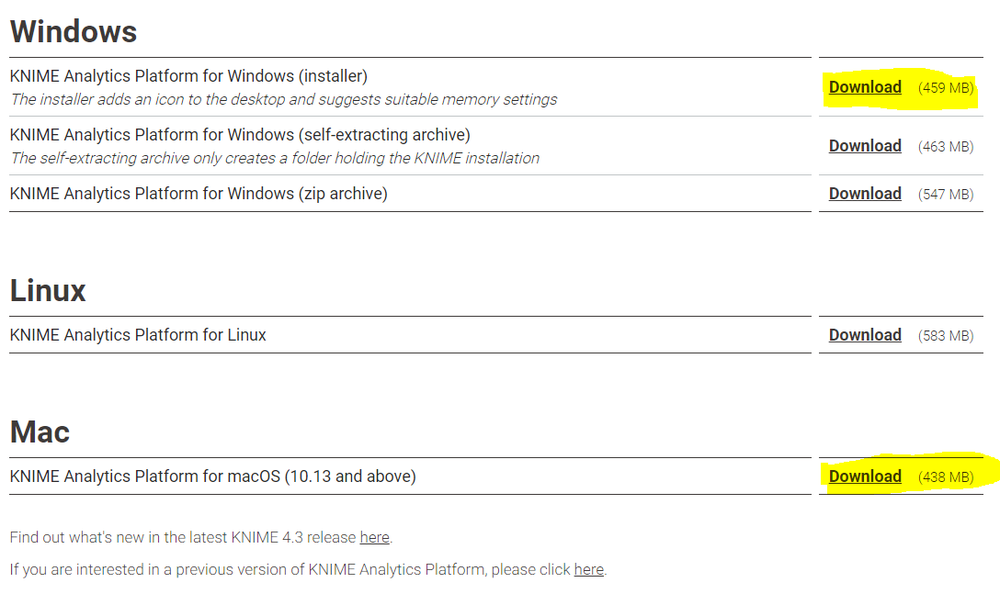 Windows
KNIME Analytics Platform for Windows (installer)
The installer adds an icon to the desktop and suggests suitable memory settings
Download (459 MB)
KNIME Analytics Platform for Windows (self-extracting archive)
The self-extracting archive only creates a folder holding the KNIME installation
Download (463 MB)
KNIME Analytics Platform for Windows (zip archive)
Download (547 MB)
Linux
KNIME Analytics Platform for Linux
Download (583 MB)
Mac
KNIME Analytics Platform for macOS (10.13 and above)
Download (438 MB)
Find out what's new in the latest KNIME 4.3 release here.
If you are interested in a previous version of KNIME Analytics Platform, please click here.